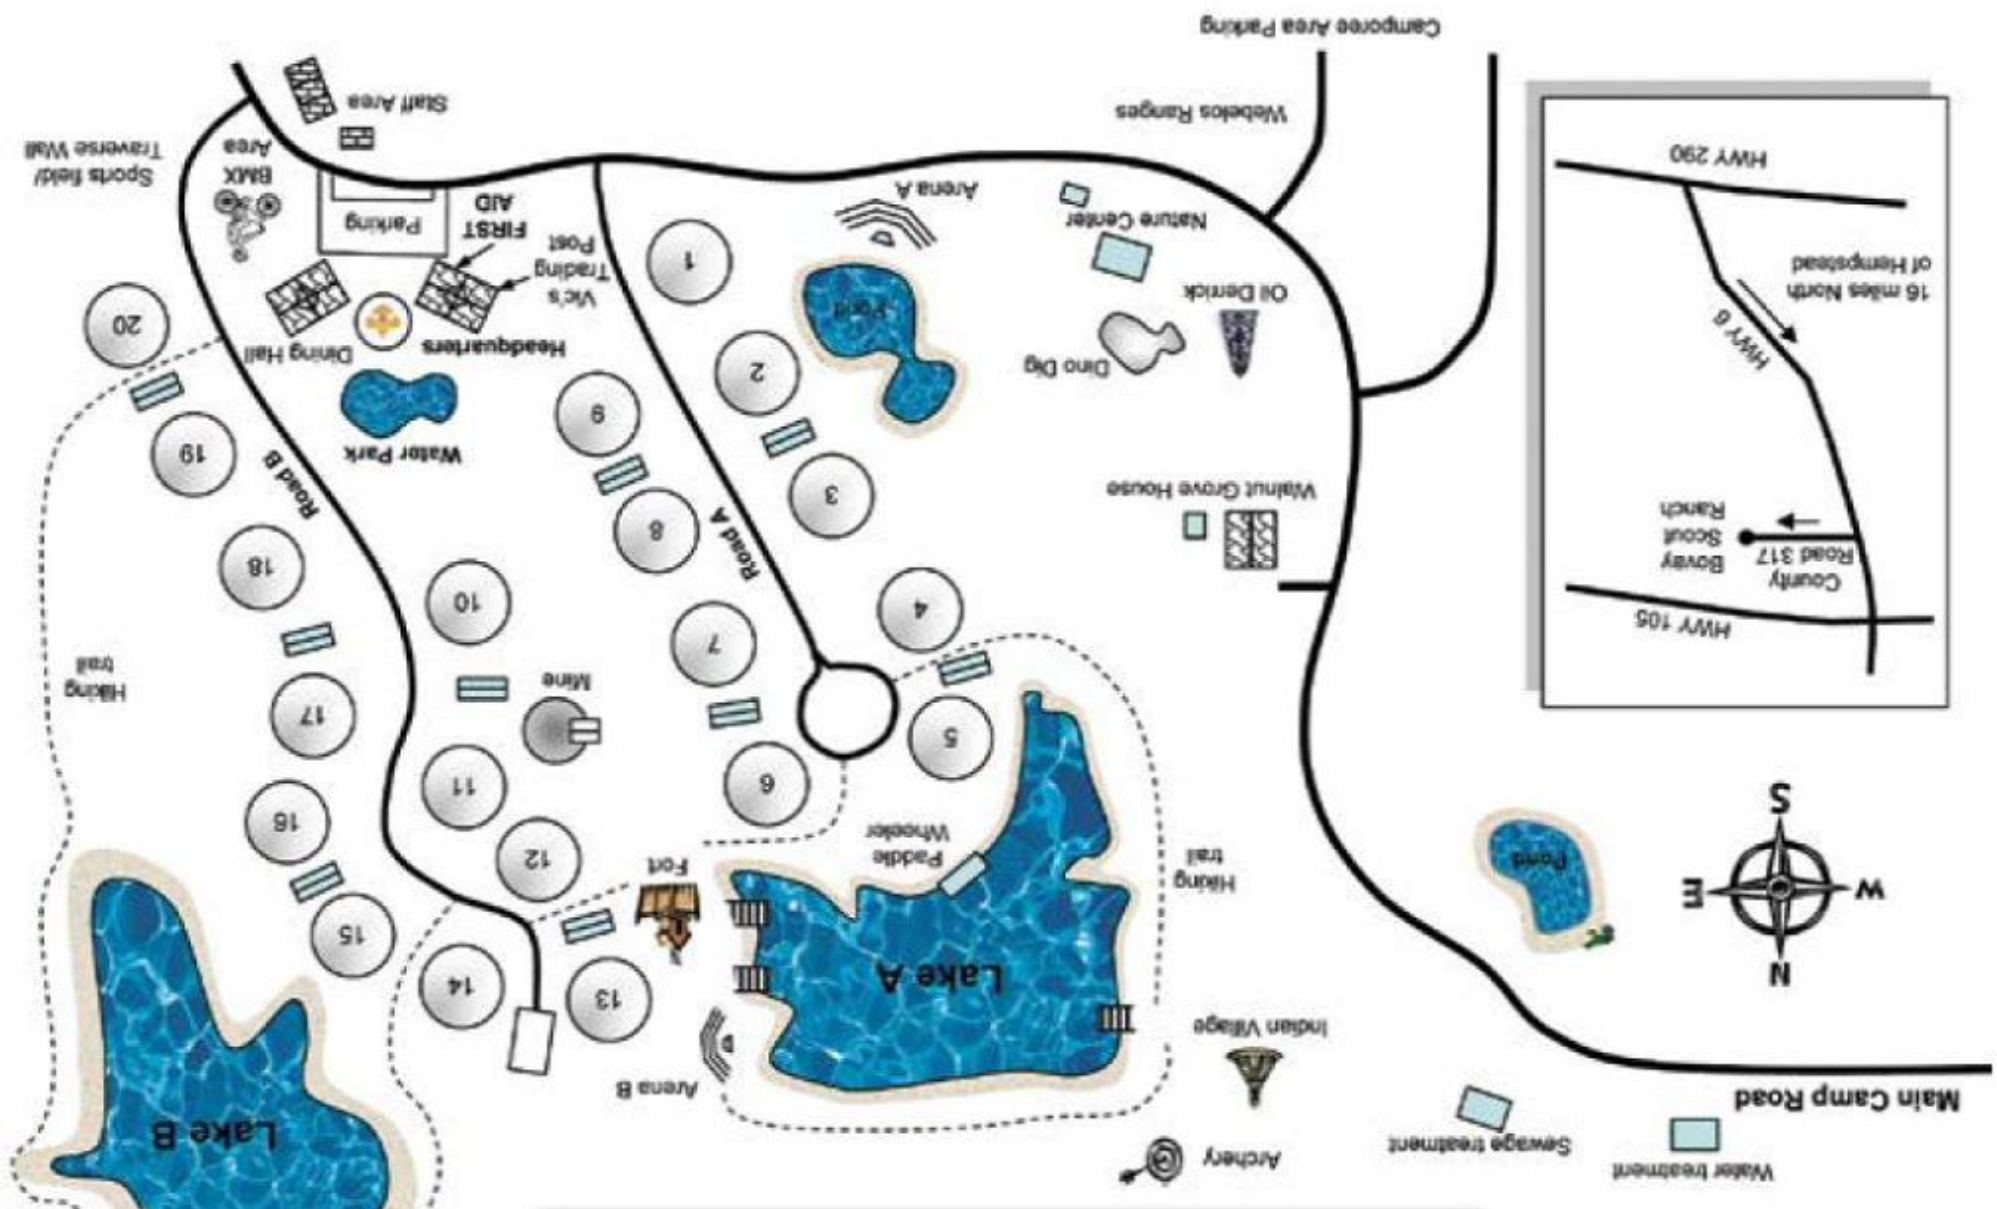 Water treatment
Sewage treatment
Archery
Lake B
Main Camp Road
Arena B
Indian Village
13
14
Lake A
N
W
E
S
15
Hiking
trail
Fort
Paddle
Wheeler
12
Pond
16
11
6
5
17
Mine
Hiking
trail
7
10
4
HWY 105
County
Road 317
Bovay
Scout
Ranch
18
Road A
8
Walnut Grove House
3
Road B
19
Water Park
9
2
Dino Dig
HWY 6
Headquarters
Dining Hall
20
Pond
Oil Derrick
16 miles North
of Hempstead
Vic's
Trading
Post
1
Nature Center
FIRST
AID
Parking
Arena A
BMX
Area
Sports field/
Traverse Wall
HWY 290
Webelos Ranges
Staff Area
Camporee Area Parking